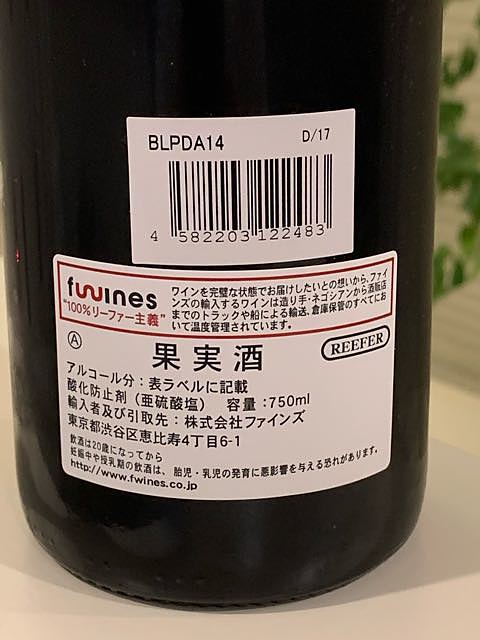 BLPDA14 D/17
4 582203 122483
fwines
"100%リーファー主義"
ワインを完璧な状態でお届けしたいとの想いから、ファイ
ンズの輸入するワインは造り手・ネゴシアンから酒販店
までのトラックや船による輸送、倉庫保管のすべてにお
いて温度管理されています。
Ⓐ
果実酒
REEFER
アルコール分:表ラベルに記載
酸化防止剤(亜硫酸塩) 容量:750ml
輸入者及び引取先:株式会社ファインズ
東京都渋谷区恵比寿4丁目6-1
飲酒は20歳になってから
妊娠中や授乳期の飲酒は、胎児・乳児の発育に悪影響を与える恐れがあります。
http://www.fwines.co.jp